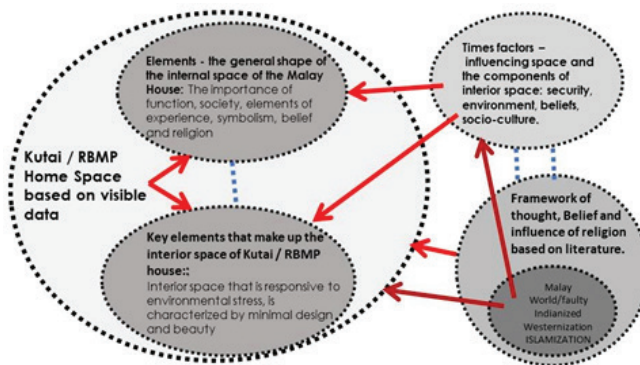 Elements - the general shape of
the internal space of the Malay
House: The importance of
function, society, elements of
experience, symbolism, belief
and religion
Times factors –
influencing space and
the components of
interior space: security,
environment, beliefs,
socio-culture.
Kutai / RBMP
Home Space
based on visible
data
Key elements that make up the
interior space of Kutai / RBMP
house::
Interior space that is responsive to
environmental stress, is
characterized by minimal design
and beauty
Framework of
thought, Belief and
influence of religion
based on literature.
Malay
World/faulty
Indianized
Westernization
ISLAMIZATION